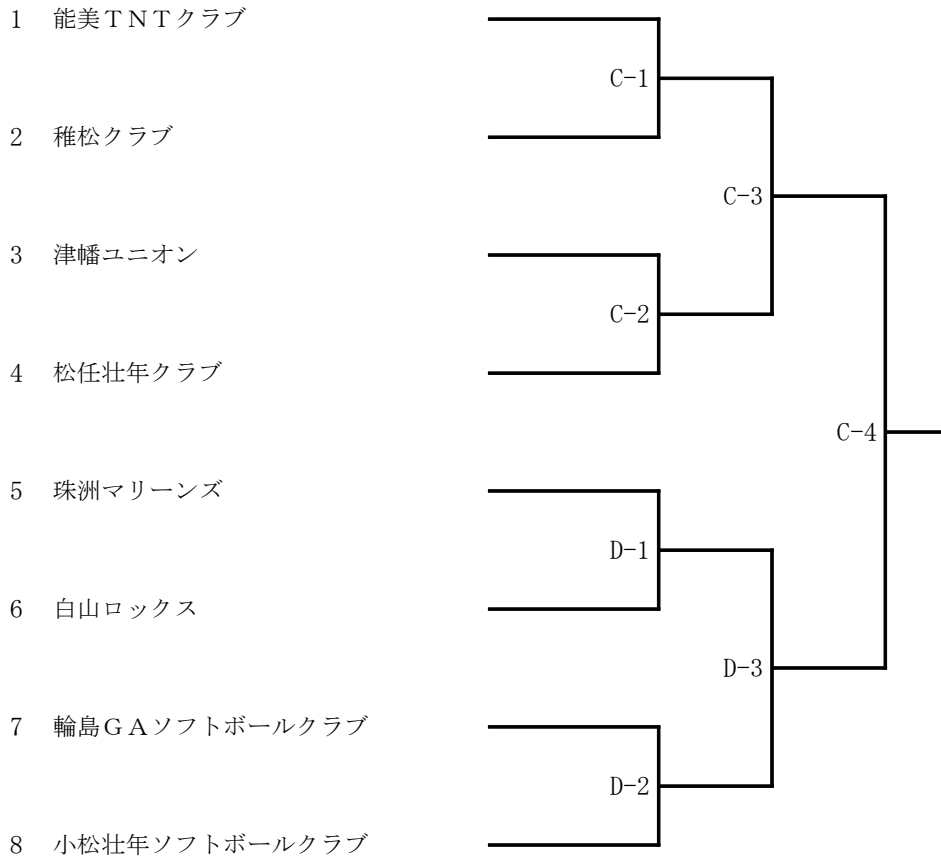 1 能美ＴＮＴクラブ
C-1
2 稚松クラブ
C-3
3 津幡ユニオン
C-2
4 松任壮年クラブ
C-4
5 珠洲マリーンズ
D-1
6 白山ロックス
D-3
7 輪島ＧＡソフトボールクラブ
D-2
8 小松壮年ソフトボールクラブ